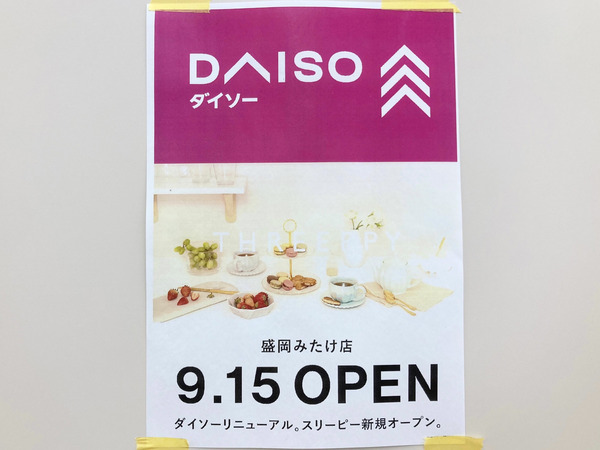 DAISO
ダイソー
THREEPPY
盛岡みたけ店
9.15 OPEN
ダイソーリニューアル。スリーピー新規オープン。